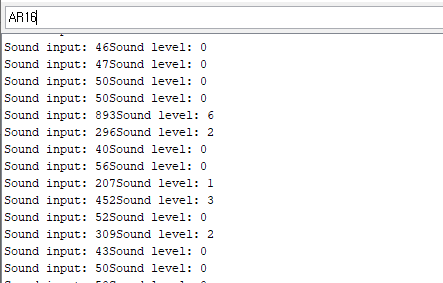 AR16
Sound input: 46Sound level: 0
Sound input: 47Sound level: 0
Sound input: 50Sound level: 0
Sound input: 50Sound level: 0
Sound input: 893Sound level: 6
Sound input: 296Sound level: 2
Sound input: 40Sound level: 0
Sound input: 56Sound level: 0
Sound input: 207Sound level: 1
Sound input: 452Sound level: 3
Sound input: 52Sound level: 0
Sound input: 309Sound level: 2
Sound input: 43Sound level: 0
Sound input: 50Sound level: 0